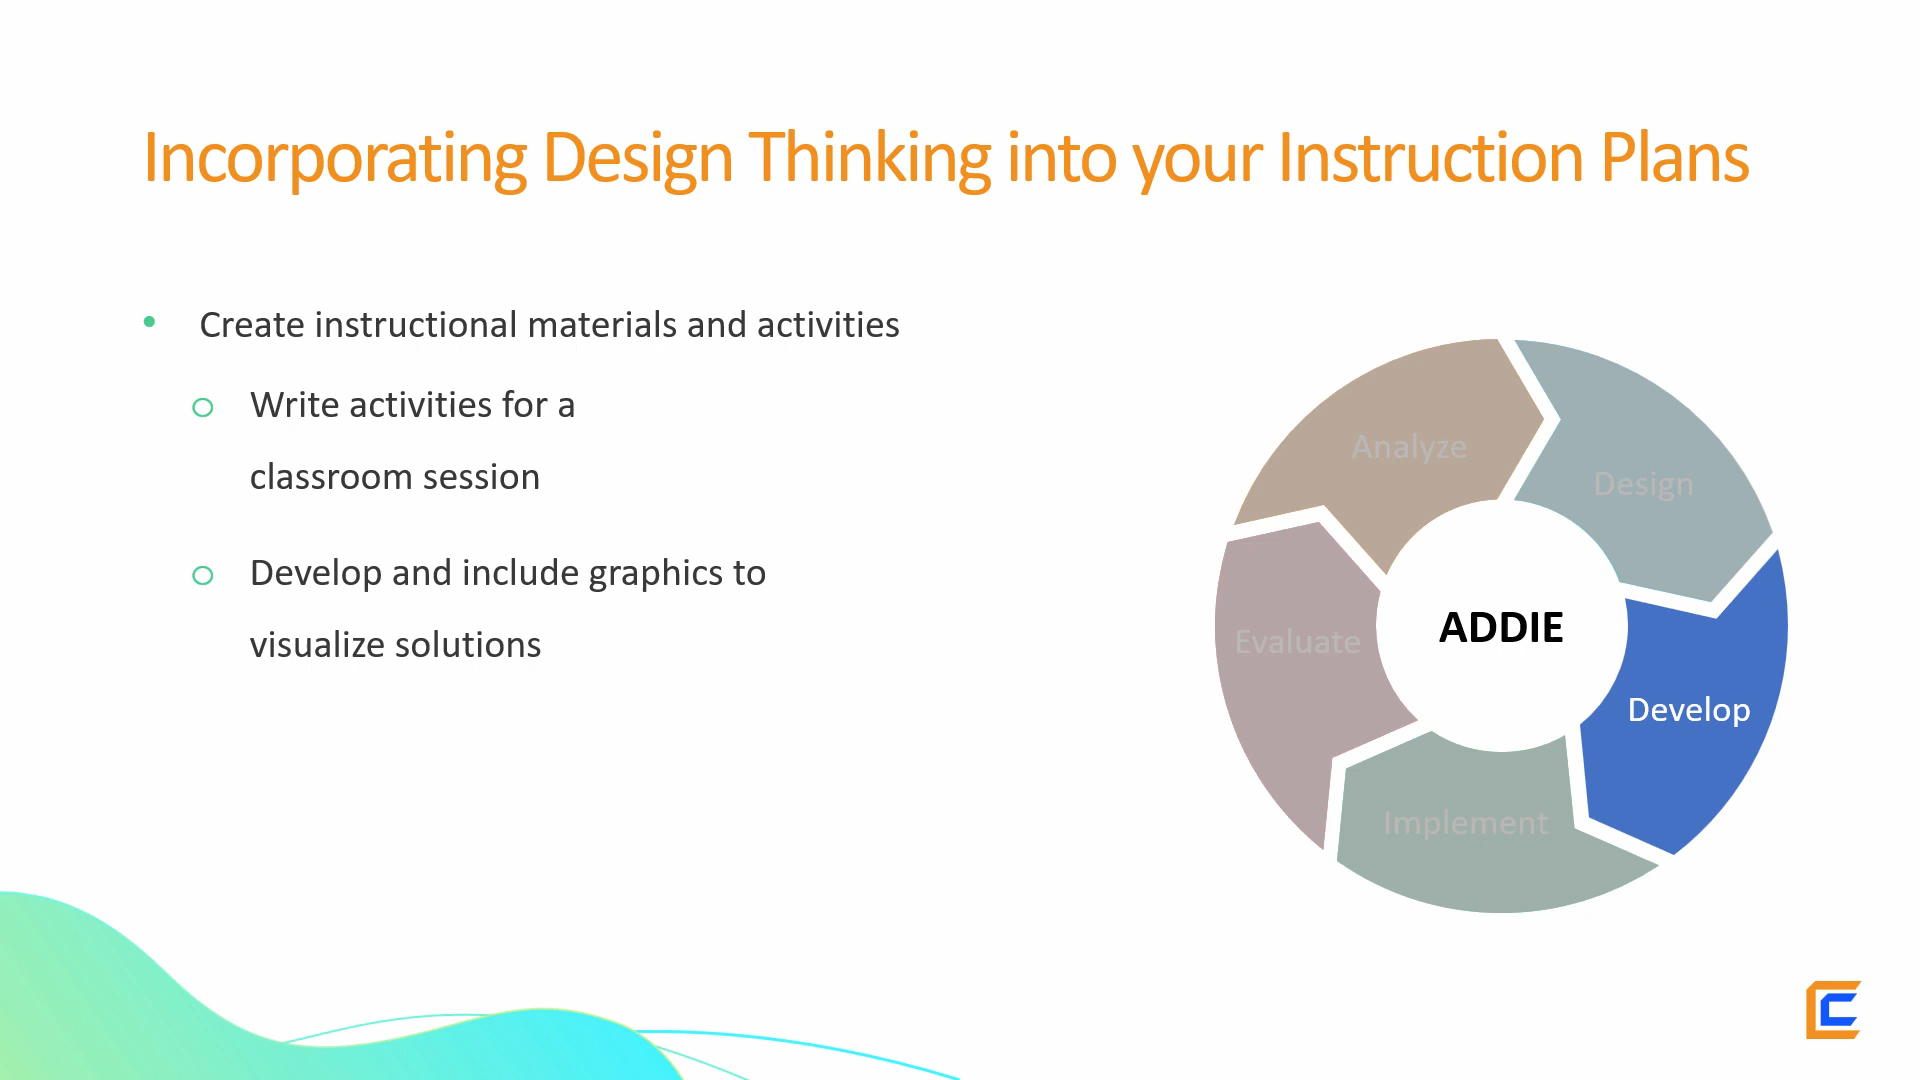 Incorporating Design Thinking into your Instruction Plans
Create instructional materials and activities
Write activities for a
classroom session
Develop and include graphics to
visualize solutions
Analyze
Design
Evaluate
ADDIE
Develop
Implement